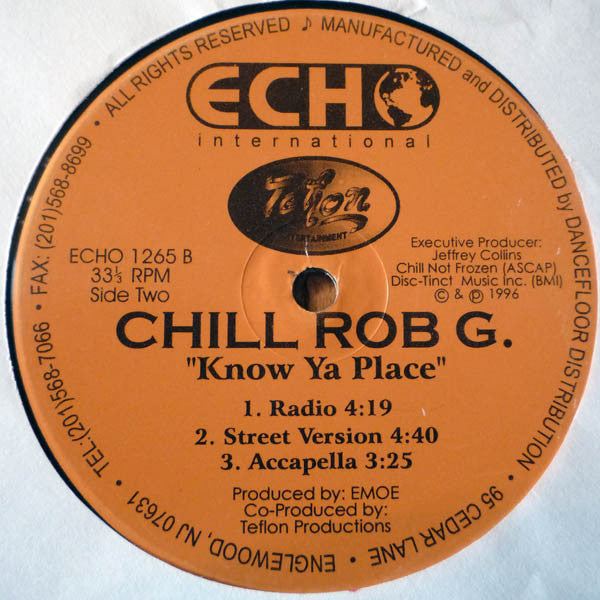 ECHO
international
Teflon
ENTERTAINMENT
ECHO 1265 B
33⅓ RPM
Side Two
Executive Producer:
Jeffrey Collins
Chill Not Frozen (ASCAP)
Disc-Tinct Music Inc. (BMI)
© & ℗ 1996
CHILL ROB G.
"Know Ya Place"
1. Radio 4:19
2. Street Version 4:40
3. Accapella 3:25
Produced by: EMOE
Co-Produced by:
Teflon Productions
• ALL RIGHTS RESERVED ♪ MANUFACTURED and DISTRIBUTED by DANCEFLOOR DISTRIBUTION • 95 CEDAR LANE • ENGLEWOOD, NJ 07631 • TEL:(201)568-7066 • FAX: (201)568-8699